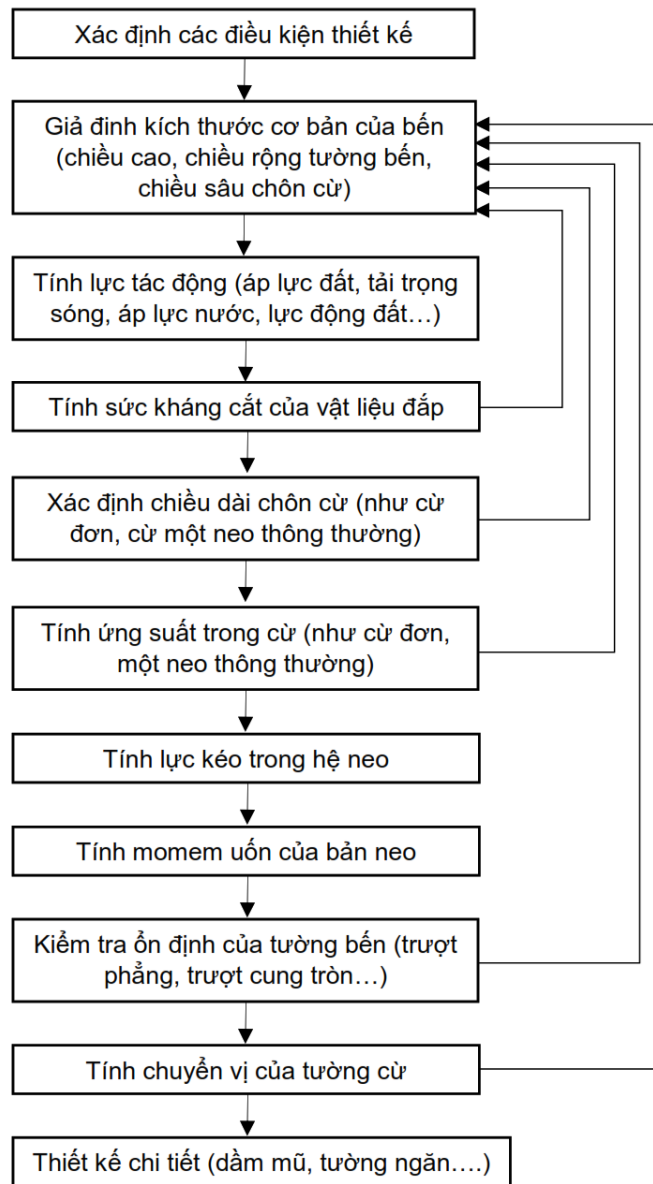 Xác định các điều kiện thiết kế
Giả đinh kích thước cơ bản của bến
(chiều cao, chiều rộng tường bến,
chiều sâu chôn cừ)
Tính lực tác động (áp lực đất, tải trọng
sóng, áp lực nước, lực động đất…)
Tính sức kháng cắt của vật liệu đắp
Xác định chiều dài chôn cừ (như cừ
đơn, cừ một neo thông thường)
Tính ứng suất trong cừ (như cừ đơn,
một neo thông thường)
Tính lực kéo trong hệ neo
Tính momem uốn của bản neo
Kiểm tra ổn định của tường bến (trượt
phẳng, trượt cung tròn…)
Tính chuyển vị của tường cừ
Thiết kế chi tiết (dầm mũ, tường ngăn….)